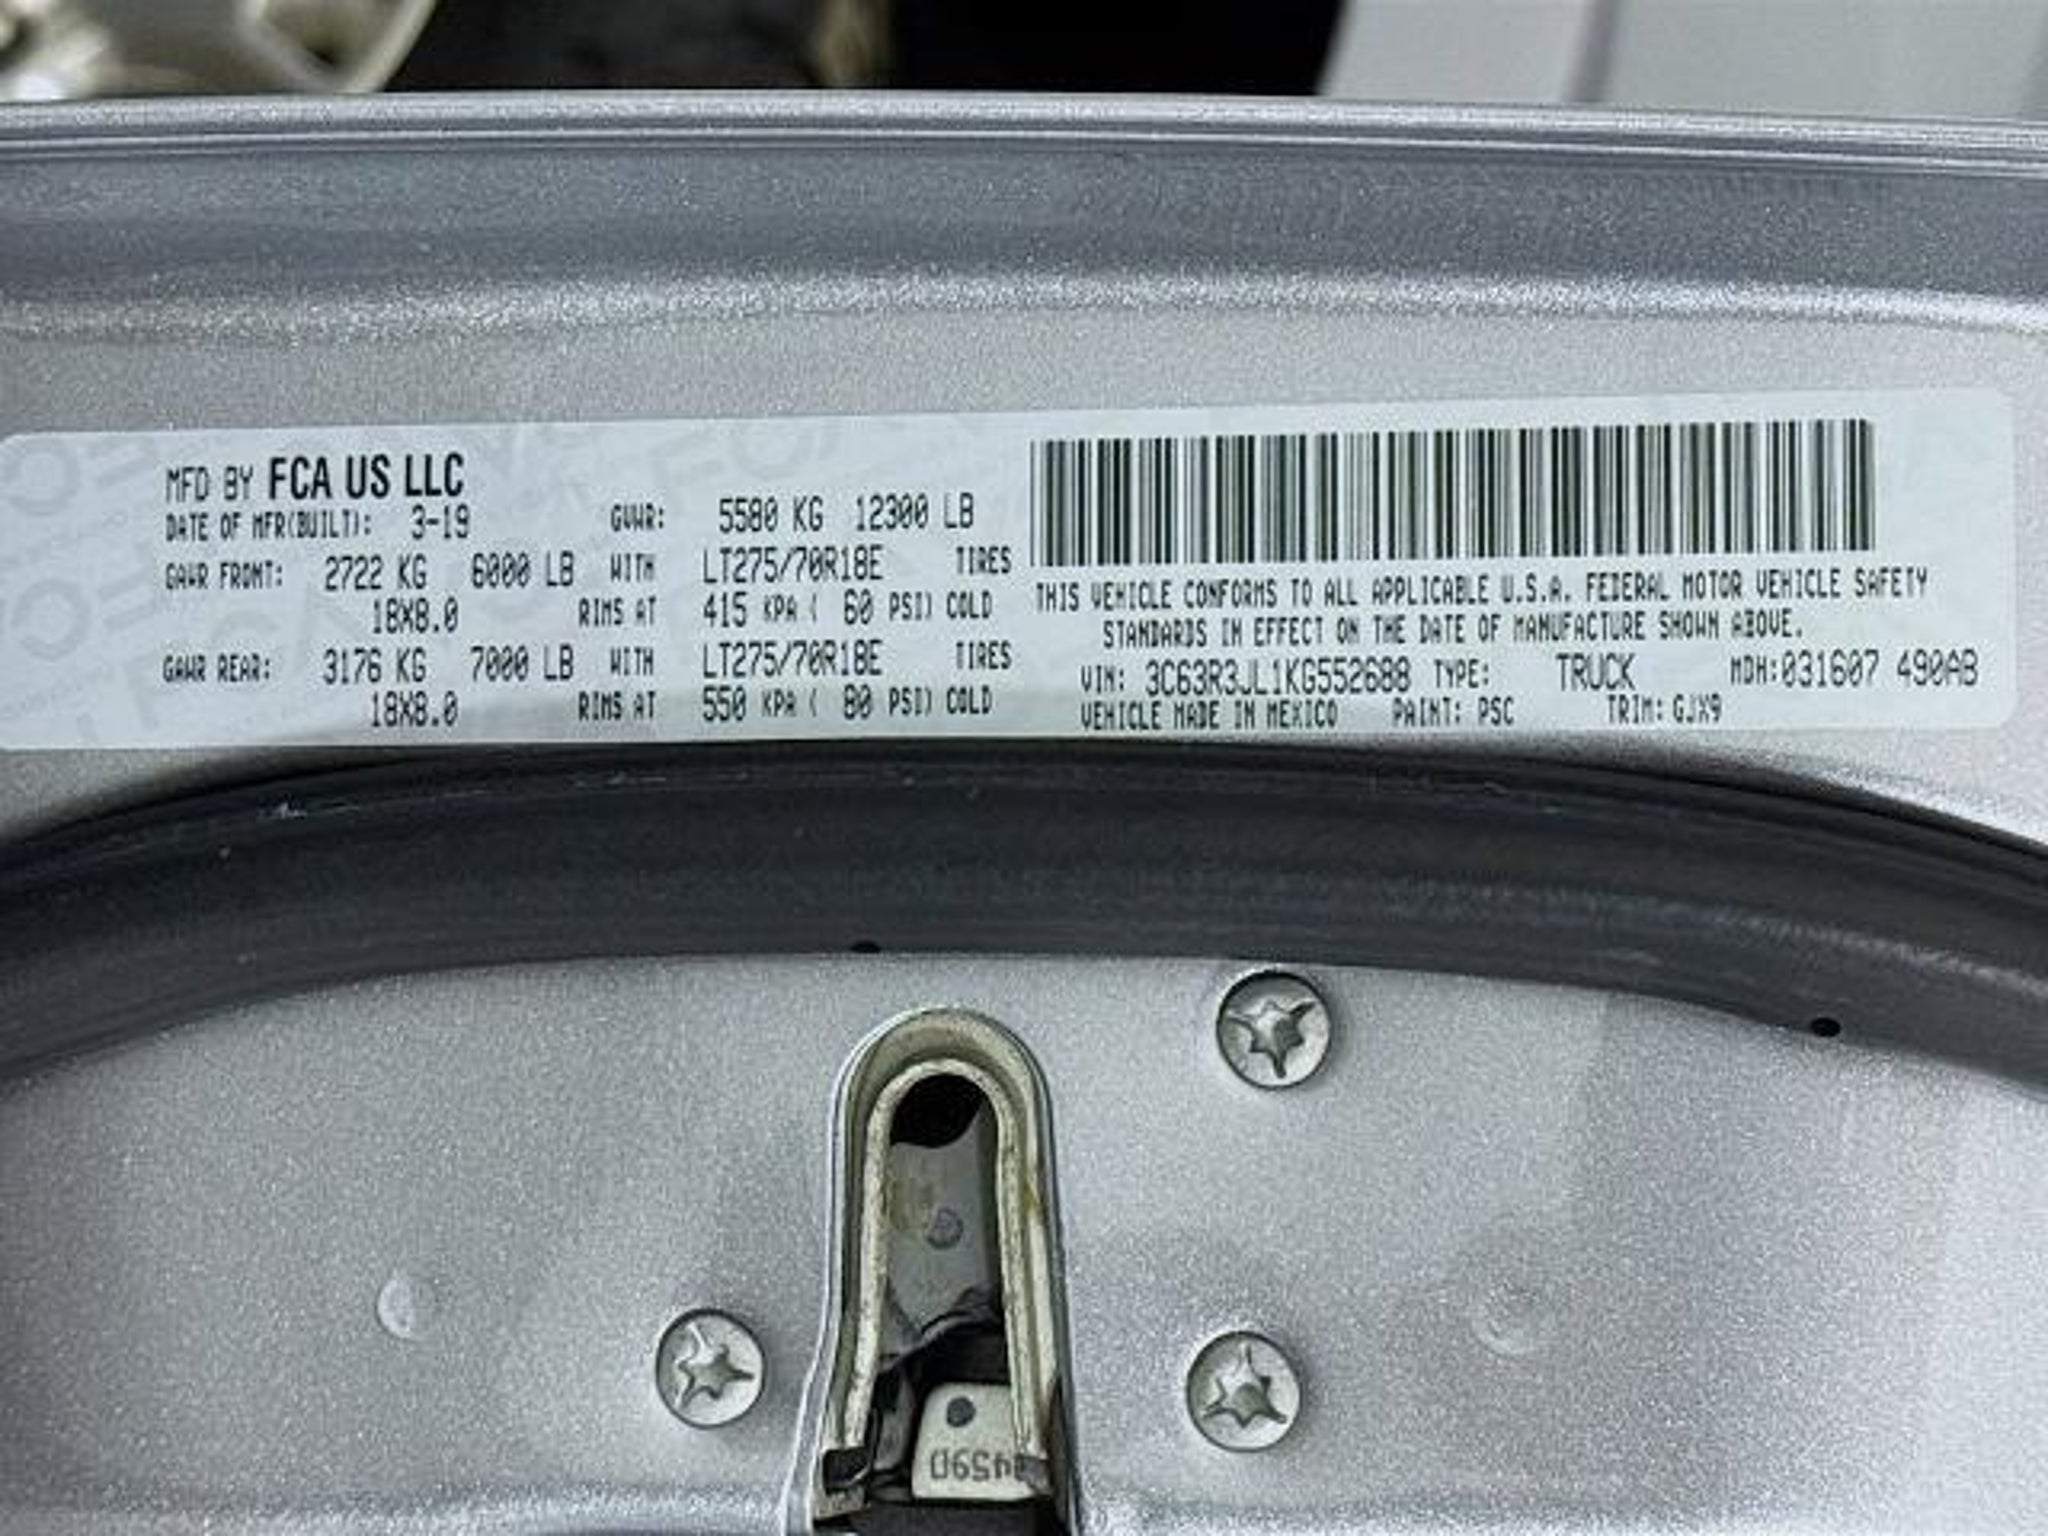 MFD BY FCA US LLC
DATE OF MFR(BUILT): 3-19 GVWR: 5580 KG 12300 LB
GAWR FRONT: 2722 KG 6000 LB WITH LT275/70R18E TIRES
18X8.0 RIMS AT 415 KPA ( 60 PSI) COLD
GAWR REAR: 3176 KG 7000 LB WITH LT275/70R18E TIRES
18X8.0 RIMS AT 550 KPA ( 80 PSI) COLD
THIS VEHICLE CONFORMS TO ALL APPLICABLE U.S.A. FEDERAL MOTOR VEHICLE SAFETY
STANDARDS IN EFFECT ON THE DATE OF MANUFACTURE SHOWN ABOVE.
VIN: 3C63R3JL1KG552688 TYPE: TRUCK MDH:031607 490AB
VEHICLE MADE IN MEXICO PAINT: PSC TRIM: GJX9